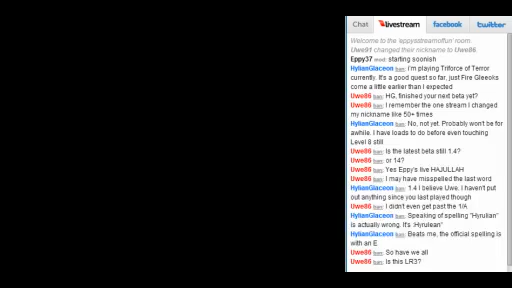 Chat livestream facebook twitter
Welcome to the 'eppysstreamoffun' room.
Uwe91 changed their nickname to Uwe86.
Eppy37 starting soonish
HylianGlaceon ban: I'm playing Triforce of Terror
currently. It's a good quest so far, just Fire Gleeoks
come a little earlier than I expected
Uwe86 ban: HG, finished your next beta yet?
Uwe86 ban: I remember the one stream I changed
my nickname like 50+ times
HylianGlaceon ban: No, not yet. Probably won't be for
awhile. I have loads to do before even touching
Level 8 still
Uwe86 ban: Is the latest beta still 1.4?
Uwe86 ban: or 14?
Uwe86 ban: Yes Eppy's live HAJULLAH
Uwe86 ban: I may have misspelled the last word
HylianGlaceon ban: 1.4 I believe Uwe, I haven't put
out anything since you last played though
Uwe86 ban: I didn't even get past the 1/A
HylianGlaceon ban: Speaking of spelling "Hyrulian"
is actually wrong. It's :Hyrulean"
HylianGlaceon ban: Beats me, the official spelling is
with an E
Uwe86 ban: So have we all
Uwe86 ban: Is this LR3?